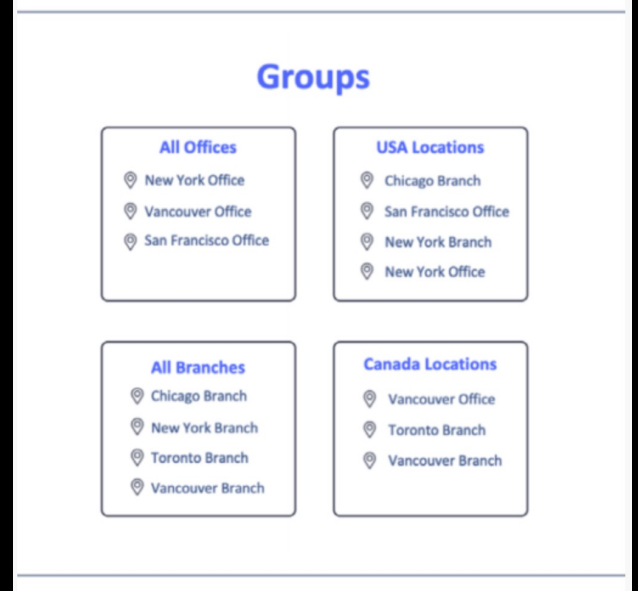 Groups
All Offices
New York Office
Vancouver Office
San Francisco Office
USA Locations
Chicago Branch
San Francisco Office
New York Branch
New York Office
All Branches
Chicago Branch
New York Branch
Toronto Branch
Vancouver Branch
Canada Locations
Vancouver Office
Toronto Branch
Vancouver Branch